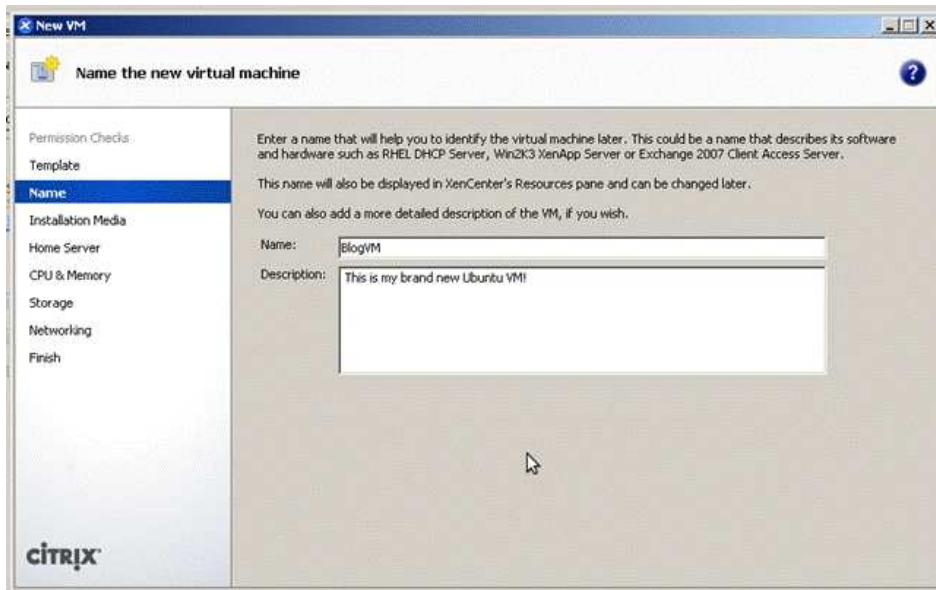 New VM
Name the new virtual machine
Permission Checks
Template
Name
Installation Media
Home Server
CPU & Memory
Storage
Networking
Finish
Enter a name that will help you to identify the virtual machine later. This could be a name that describes its software
and hardware such as RHEL DHCP Server, Win2K3 XenApp Server or Exchange 2007 Client Access Server.
This name will also be displayed in XenCenter's Resources pane and can be changed later.
You can also add a more detailed description of the VM, if you wish.
Name: BlogVM
Description: This is my brand new Ubuntu VM!
CITRIX